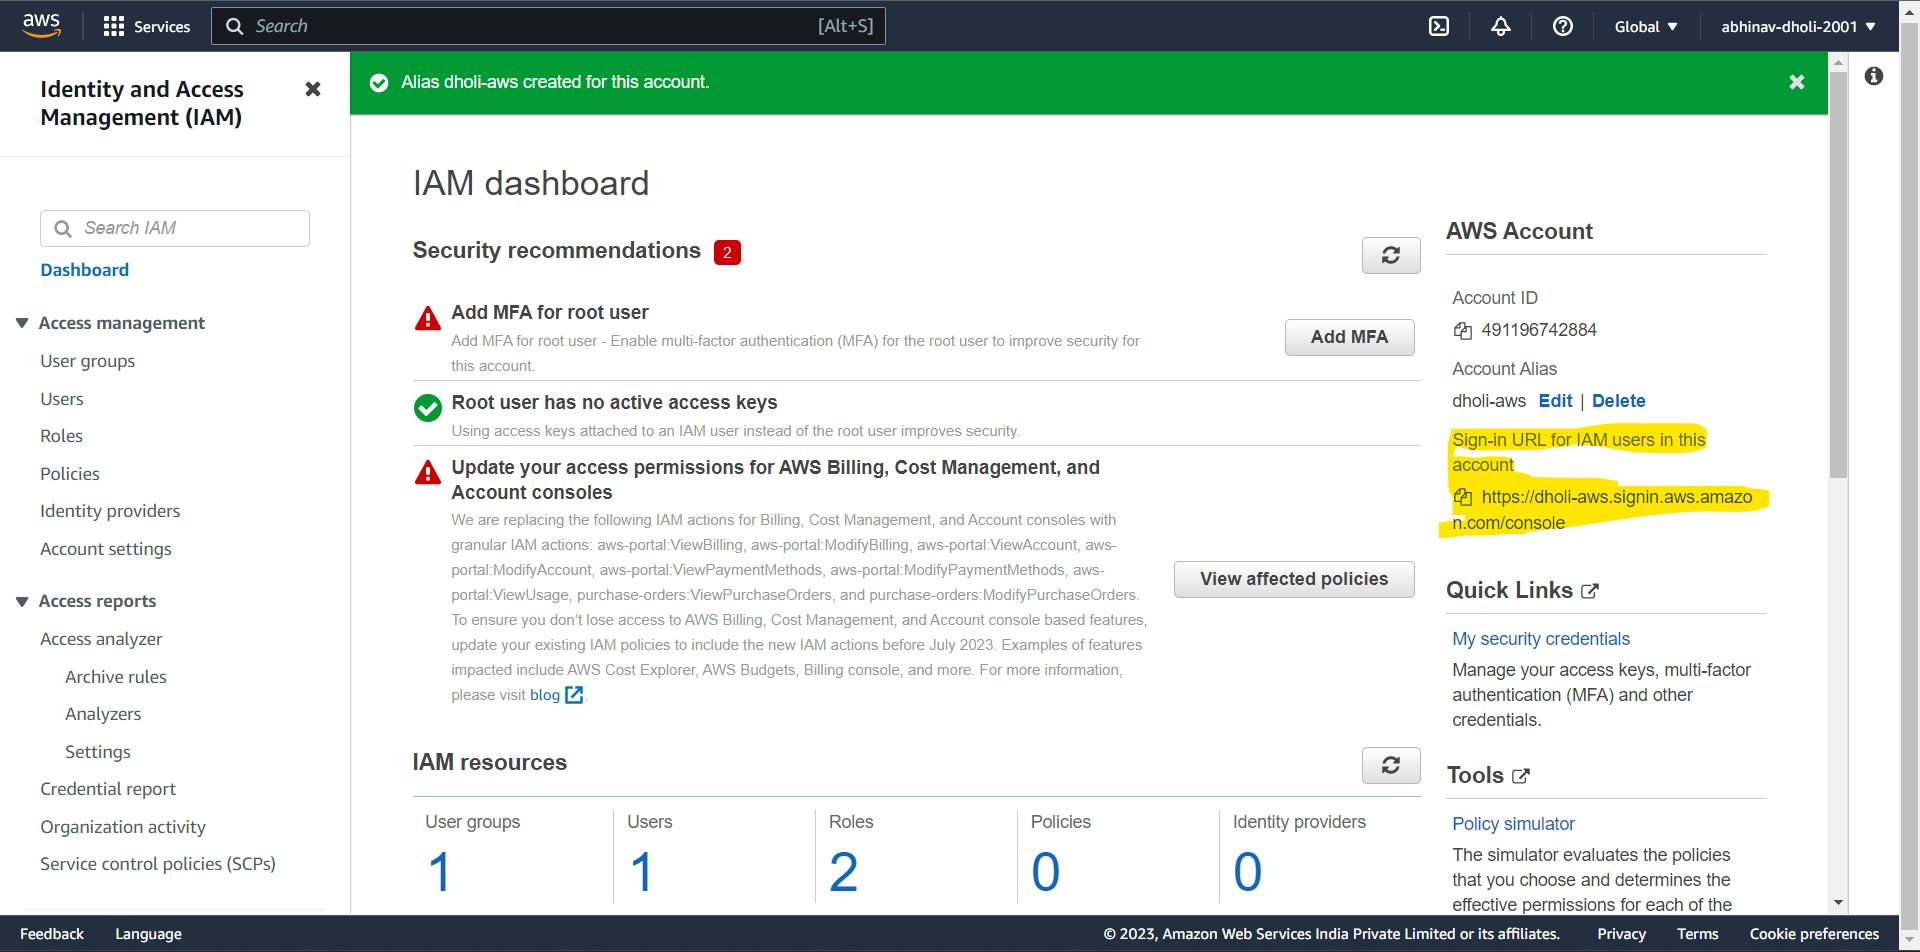 aws
Services
Search
[Alt+S]
Global
abhinav-dholi-2001
Identity and Access
Management (IAM)
Search IAM
Dashboard
Access management
User groups
Users
Roles
Policies
Identity providers
Account settings
Access reports
Access analyzer
Archive rules
Analyzers
Settings
Credential report
Organization activity
Service control policies (SCPs)
Alias dholi-aws created for this account.
IAM dashboard
Security recommendations 2
Add MFA for root user
Add MFA for root user - Enable multi-factor authentication (MFA) for the root user to improve security for
this account.
Add MFA
Root user has no active access keys
Using access keys attached to an IAM user instead of the root user improves security.
Update your access permissions for AWS Billing, Cost Management, and
Account consoles
We are replacing the following IAM actions for Billing, Cost Management, and Account consoles with
granular IAM actions: aws-portal:ViewBilling, aws-portal:ModifyBilling, aws-portal:ViewAccount, aws-
portal:ModifyAccount, aws-portal:ViewPaymentMethods, aws-portal:ModifyPaymentMethods, aws-
portal:ViewUsage, purchase-orders:ViewPurchaseOrders, and purchase-orders:ModifyPurchaseOrders.
To ensure you don't lose access to AWS Billing, Cost Management, and Account console based features,
update your existing IAM policies to include the new IAM actions before July 2023. Examples of features
impacted include AWS Cost Explorer, AWS Budgets, Billing console, and more. For more information,
please visit blog .
View affected policies
IAM resources
User groups
1
Users
1
Roles
2
Policies
0
Identity providers
0
AWS Account
Account ID
491196742884
Account Alias
dholi-aws Edit | Delete
Sign-in URL for IAM users in this
account
https://dholi-aws.signin.aws.amazo
n.com/console
Quick Links
My security credentials
Manage your access keys, multi-factor
authentication (MFA) and other
credentials.
Tools
Policy simulator
The simulator evaluates the policies
that you choose and determines the
effective permissions for each of the
Feedback
Language
© 2023, Amazon Web Services India Private Limited or its affiliates.
Privacy
Terms
Cookie preferences